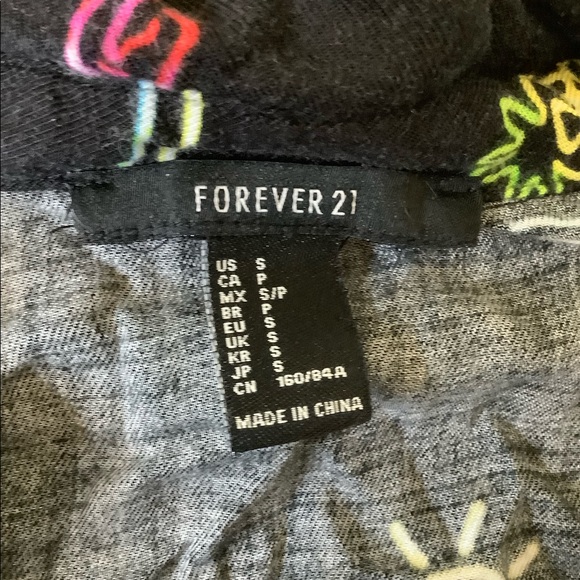 FOREVER 21
US S
CA P
MX S/P
BR P
EU S
UK S
KR S
JP S
CN 160/84A
MADE IN CHINA